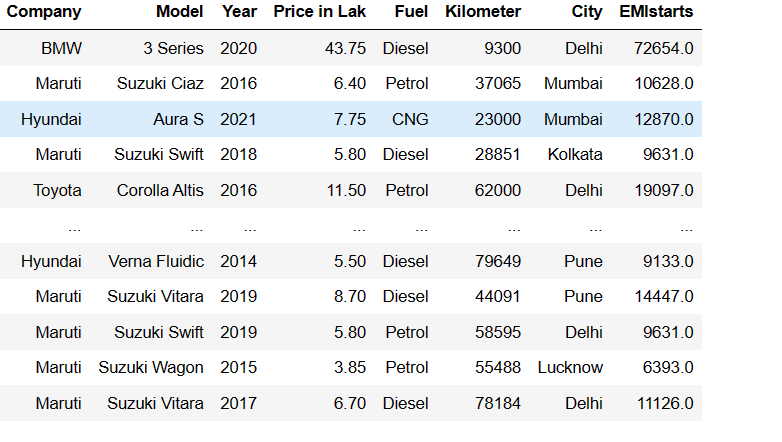 Company Model Year Price in Lak Fuel Kilometer City EMIstarts
BMW 3 Series 2020 43.75 Diesel 9300 Delhi 72654.0
Maruti Suzuki Ciaz 2016 6.40 Petrol 37065 Mumbai 10628.0
Hyundai Aura S 2021 7.75 CNG 23000 Mumbai 12870.0
Maruti Suzuki Swift 2018 5.80 Diesel 28851 Kolkata 9631.0
Toyota Corolla Altis 2016 11.50 Petrol 62000 Delhi 19097.0
... ... ... ... ... ... ... ...
Hyundai Verna Fluidic 2014 5.50 Diesel 79649 Pune 9133.0
Maruti Suzuki Vitara 2019 8.70 Diesel 44091 Pune 14447.0
Maruti Suzuki Swift 2019 5.80 Petrol 58595 Delhi 9631.0
Maruti Suzuki Wagon 2015 3.85 Petrol 55488 Lucknow 6393.0
Maruti Suzuki Vitara 2017 6.70 Diesel 78184 Delhi 11126.0